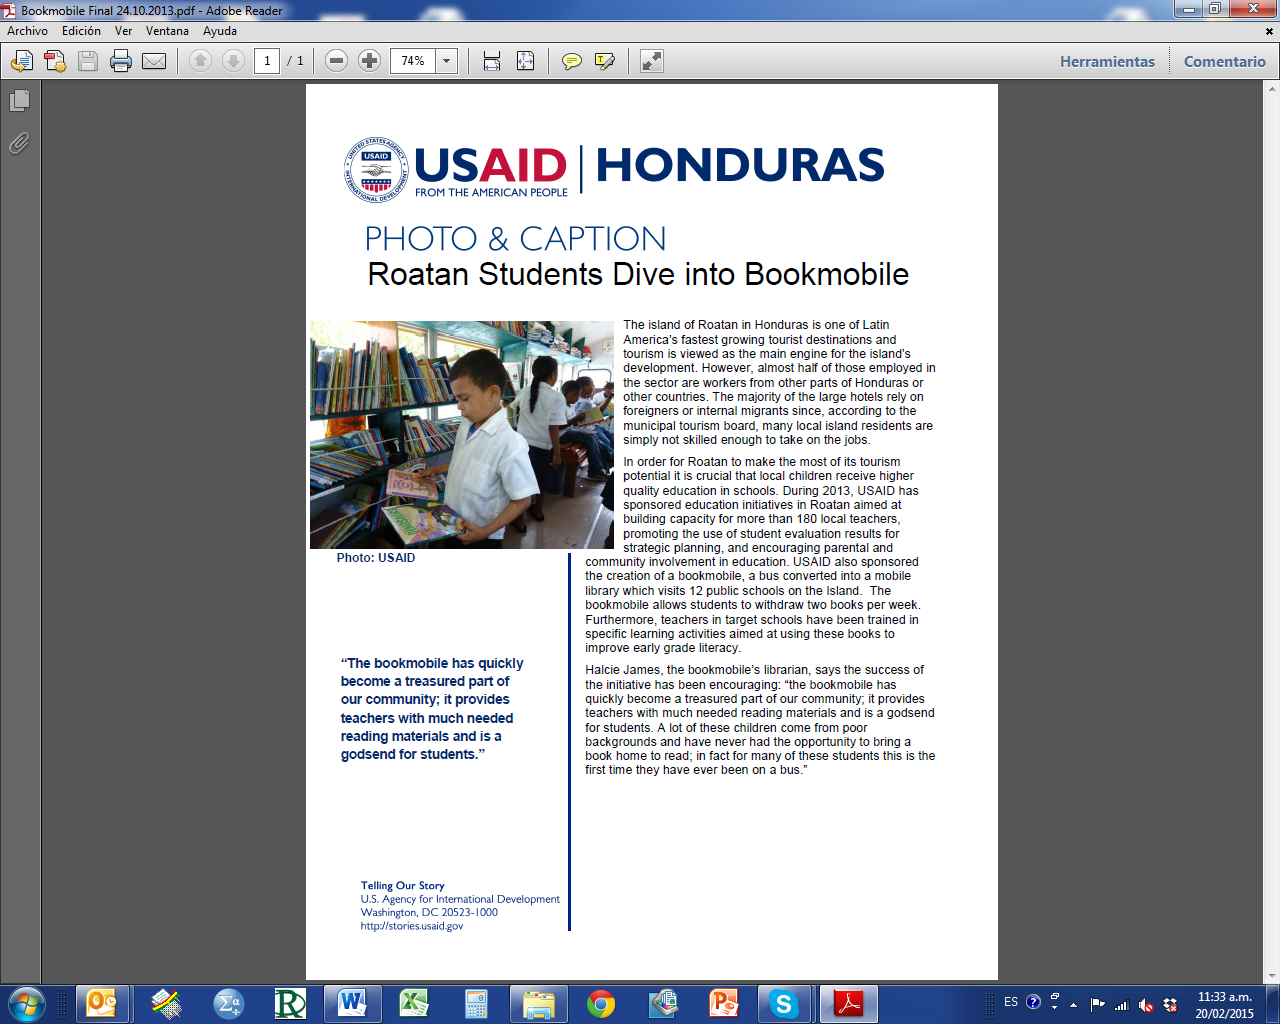 Bookmobile Final 24.10.2013.pdf - Adobe Reader
Archivo Edición Ver Ventana Ayuda
1 / 1 74% Herramientas Comentario
UNITED STATES AGENCY
USAID
INTERNATIONAL DEVELOPMENT
USAID HONDURAS
FROM THE AMERICAN PEOPLE
PHOTO & CAPTION
Roatan Students Dive into Bookmobile
The island of Roatan in Honduras is one of Latin
America's fastest growing tourist destinations and
tourism is viewed as the main engine for the island's
development. However, almost half of those employed in
the sector are workers from other parts of Honduras or
other countries. The majority of the large hotels rely on
foreigners or internal migrants since, according to the
municipal tourism board, many local island residents are
simply not skilled enough to take on the jobs.
In order for Roatan to make the most of its tourism
potential it is crucial that local children receive higher
quality education in schools. During 2013, USAID has
sponsored education initiatives in Roatan aimed at
building capacity for more than 180 local teachers,
promoting the use of student evaluation results for
strategic planning, and encouraging parental and
community involvement in education. USAID also sponsored
the creation of a bookmobile, a bus converted into a mobile
library which visits 12 public schools on the Island.  The
bookmobile allows students to withdraw two books per week.
Furthermore, teachers in target schools have been trained in
specific learning activities aimed at using these books to
improve early grade literacy.
Halcie James, the bookmobile's librarian, says the success of
the initiative has been encouraging: “the bookmobile has
quickly become a treasured part of our community; it provides
teachers with much needed reading materials and is a godsend
for students. A lot of these children come from poor
backgrounds and have never had the opportunity to bring a
book home to read; in fact for many of these students this is the
first time they have ever been on a bus.”
Photo: USAID
“The bookmobile has quickly
become a treasured part of
our community; it provides
teachers with much needed
reading materials and is a
godsend for students.”
Telling Our Story
U.S. Agency for International Development
Washington, DC 20523-1000
http://stories.usaid.gov
ES 11:33 a.m.
20/02/2015